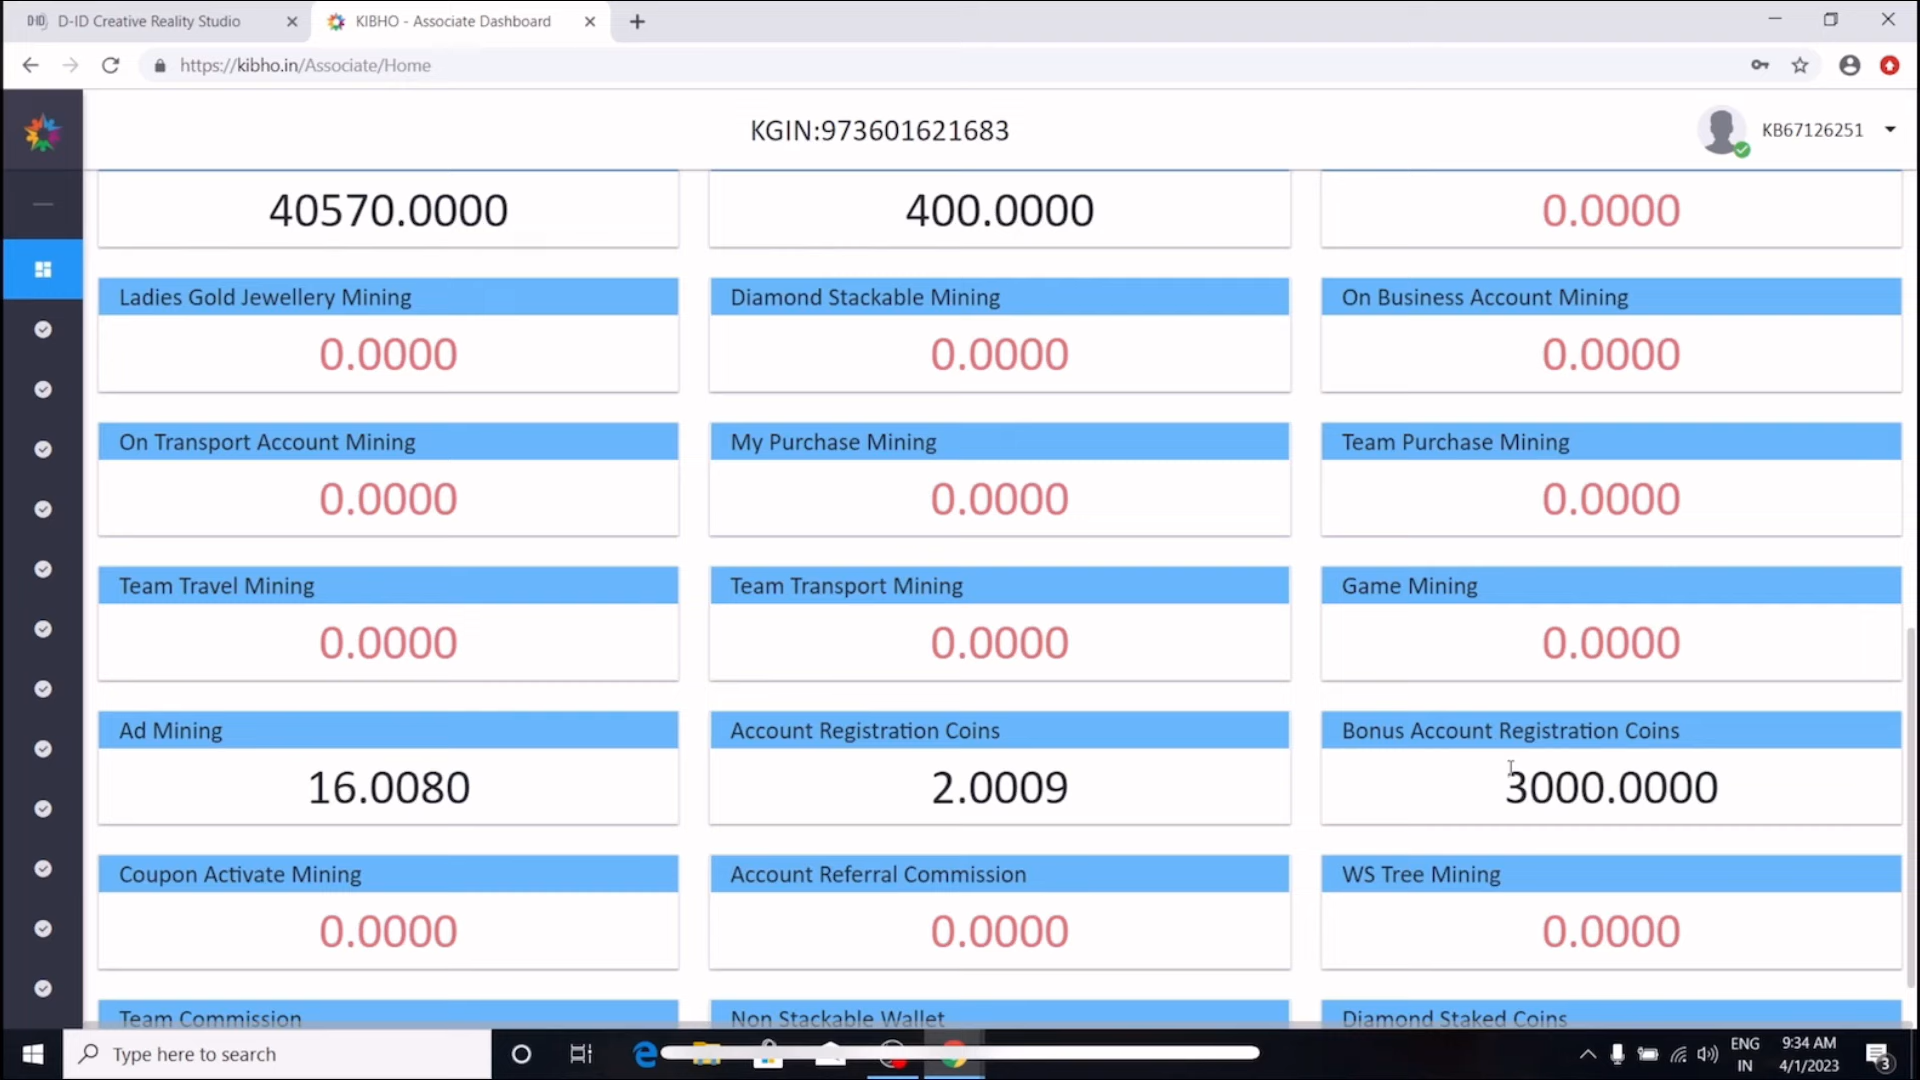 D-ID Creative Reality Studio
KIBHO - Associate Dashboard
https://kibho.in/Associate/Home
KGIN:973601621683
KB67126251
40570.0000
400.0000
0.0000
Ladies Gold Jewellery Mining
Diamond Stackable Mining
On Business Account Mining
0.0000
0.0000
0.0000
On Transport Account Mining
My Purchase Mining
Team Purchase Mining
0.0000
0.0000
0.0000
Team Travel Mining
Team Transport Mining
Game Mining
0.0000
0.0000
0.0000
Ad Mining
Account Registration Coins
Bonus Account Registration Coins
16.0080
2.0009
3000.0000
Coupon Activate Mining
Account Referral Commission
WS Tree Mining
0.0000
0.0000
0.0000
Team Commission
Non Stackable Wallet
Diamond Staked Coins
Type here to search
ENG
IN
9:34 AM
4/1/2023
3